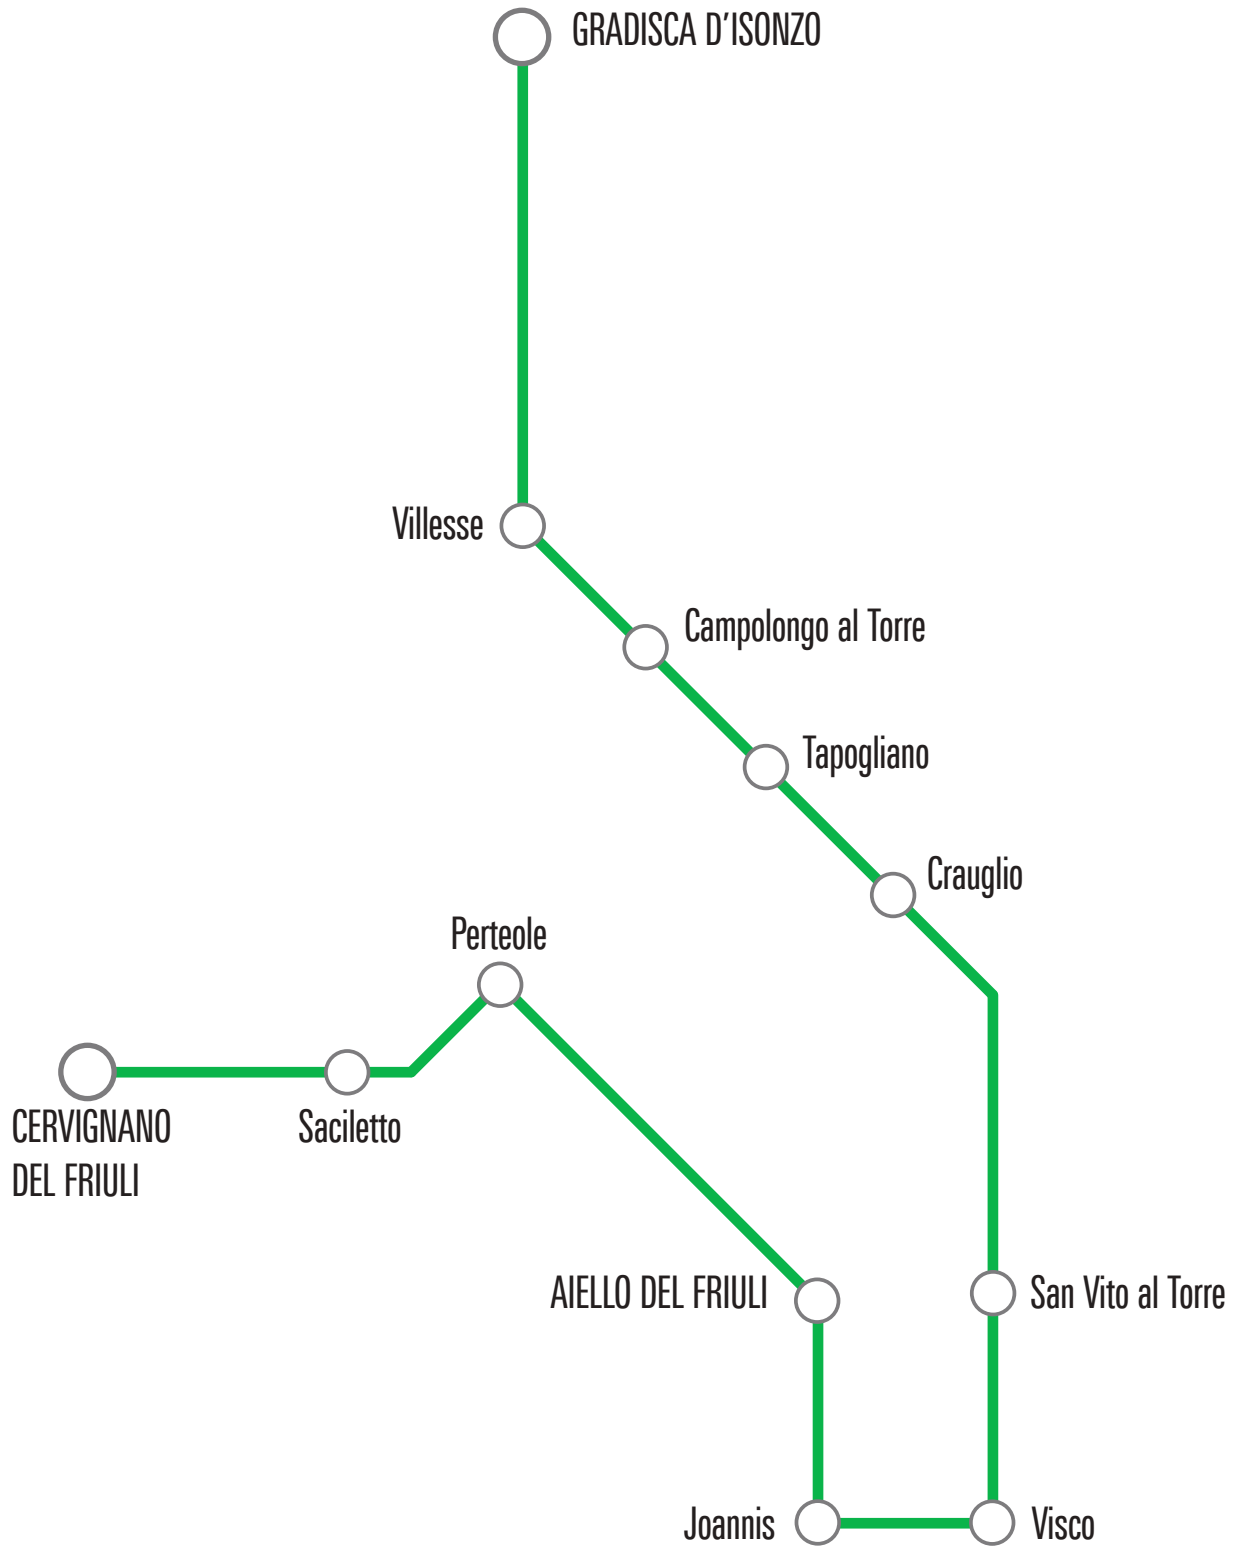 GRADISCA D’ISONZO
Villesse
Campolongo al Torre
Tapogliano
Crauglio
Perteole
CERVIGNANO
DEL FRIULI
Saciletto
AIELLO DEL FRIULI
San Vito al Torre
Joannis
Visco